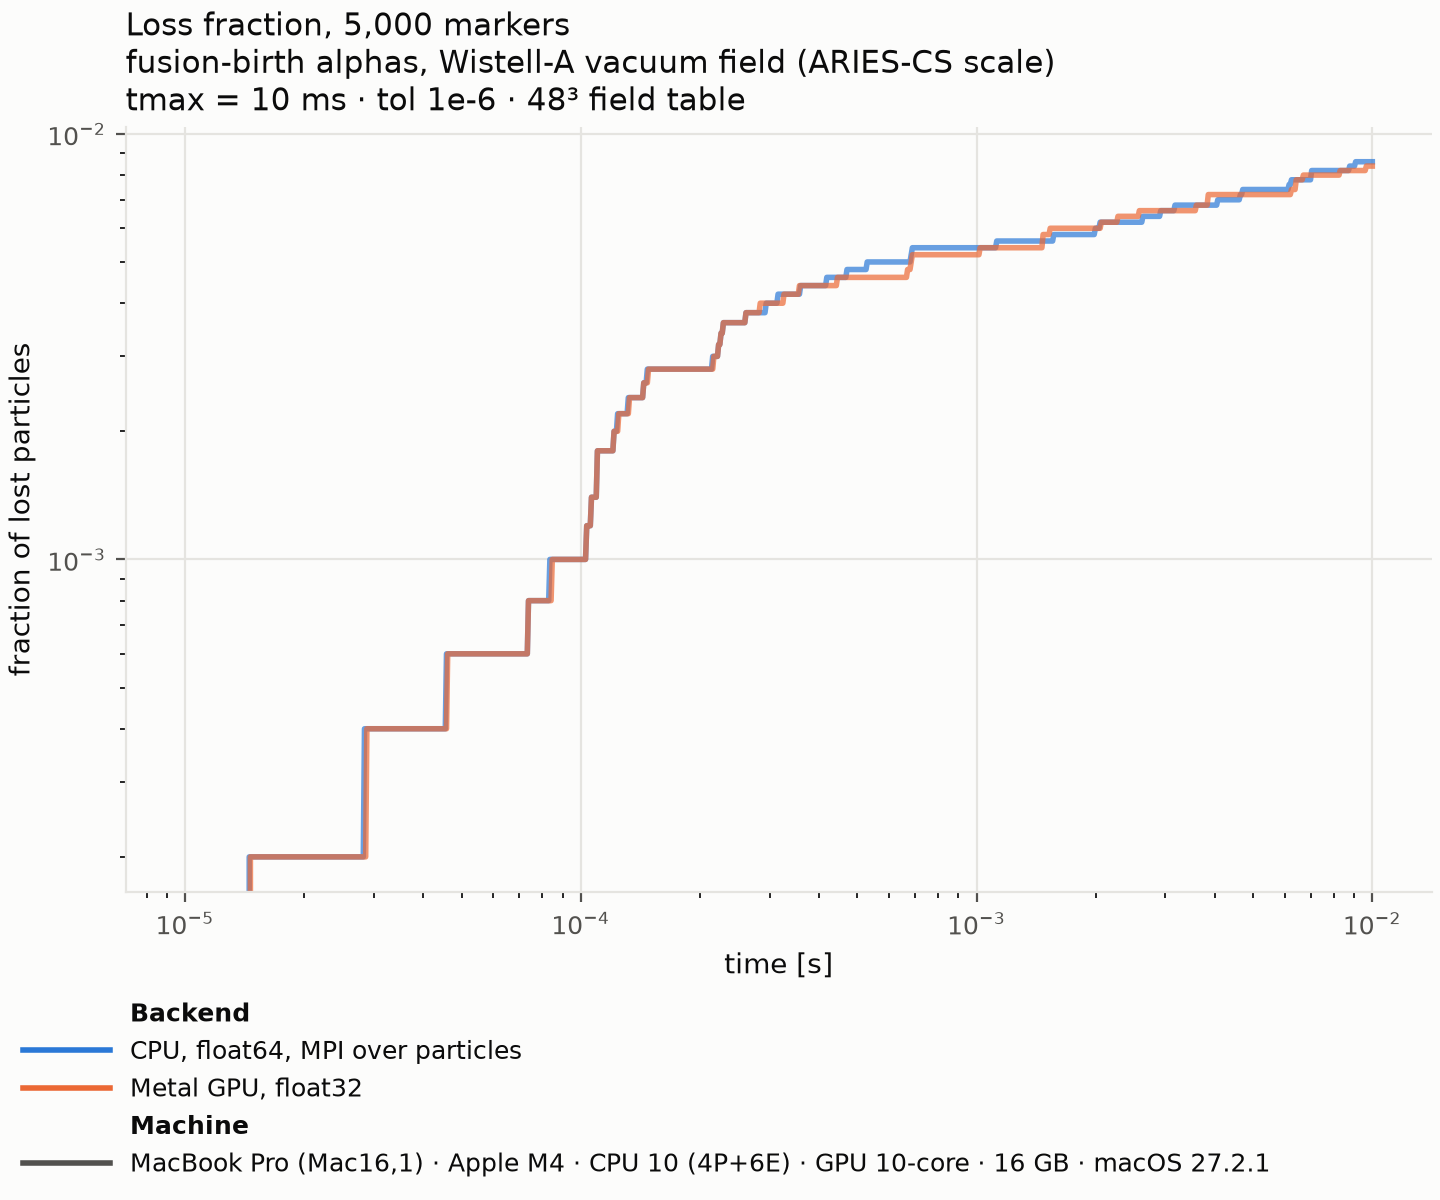 Loss fraction, 5,000 markers
fusion-birth alphas, Wistell-A vacuum field (ARIES-CS scale)
tmax = 10 ms · tol 1e-6 · 48³ field table
fraction of lost particles
10⁻²
10⁻³
10⁻⁵
10⁻⁴
10⁻³
10⁻²
time [s]
Backend
CPU, float64, MPI over particles
Metal GPU, float32
Machine
MacBook Pro (Mac16,1) · Apple M4 · CPU 10 (4P+6E) · GPU 10-core · 16 GB · macOS 27.2.1